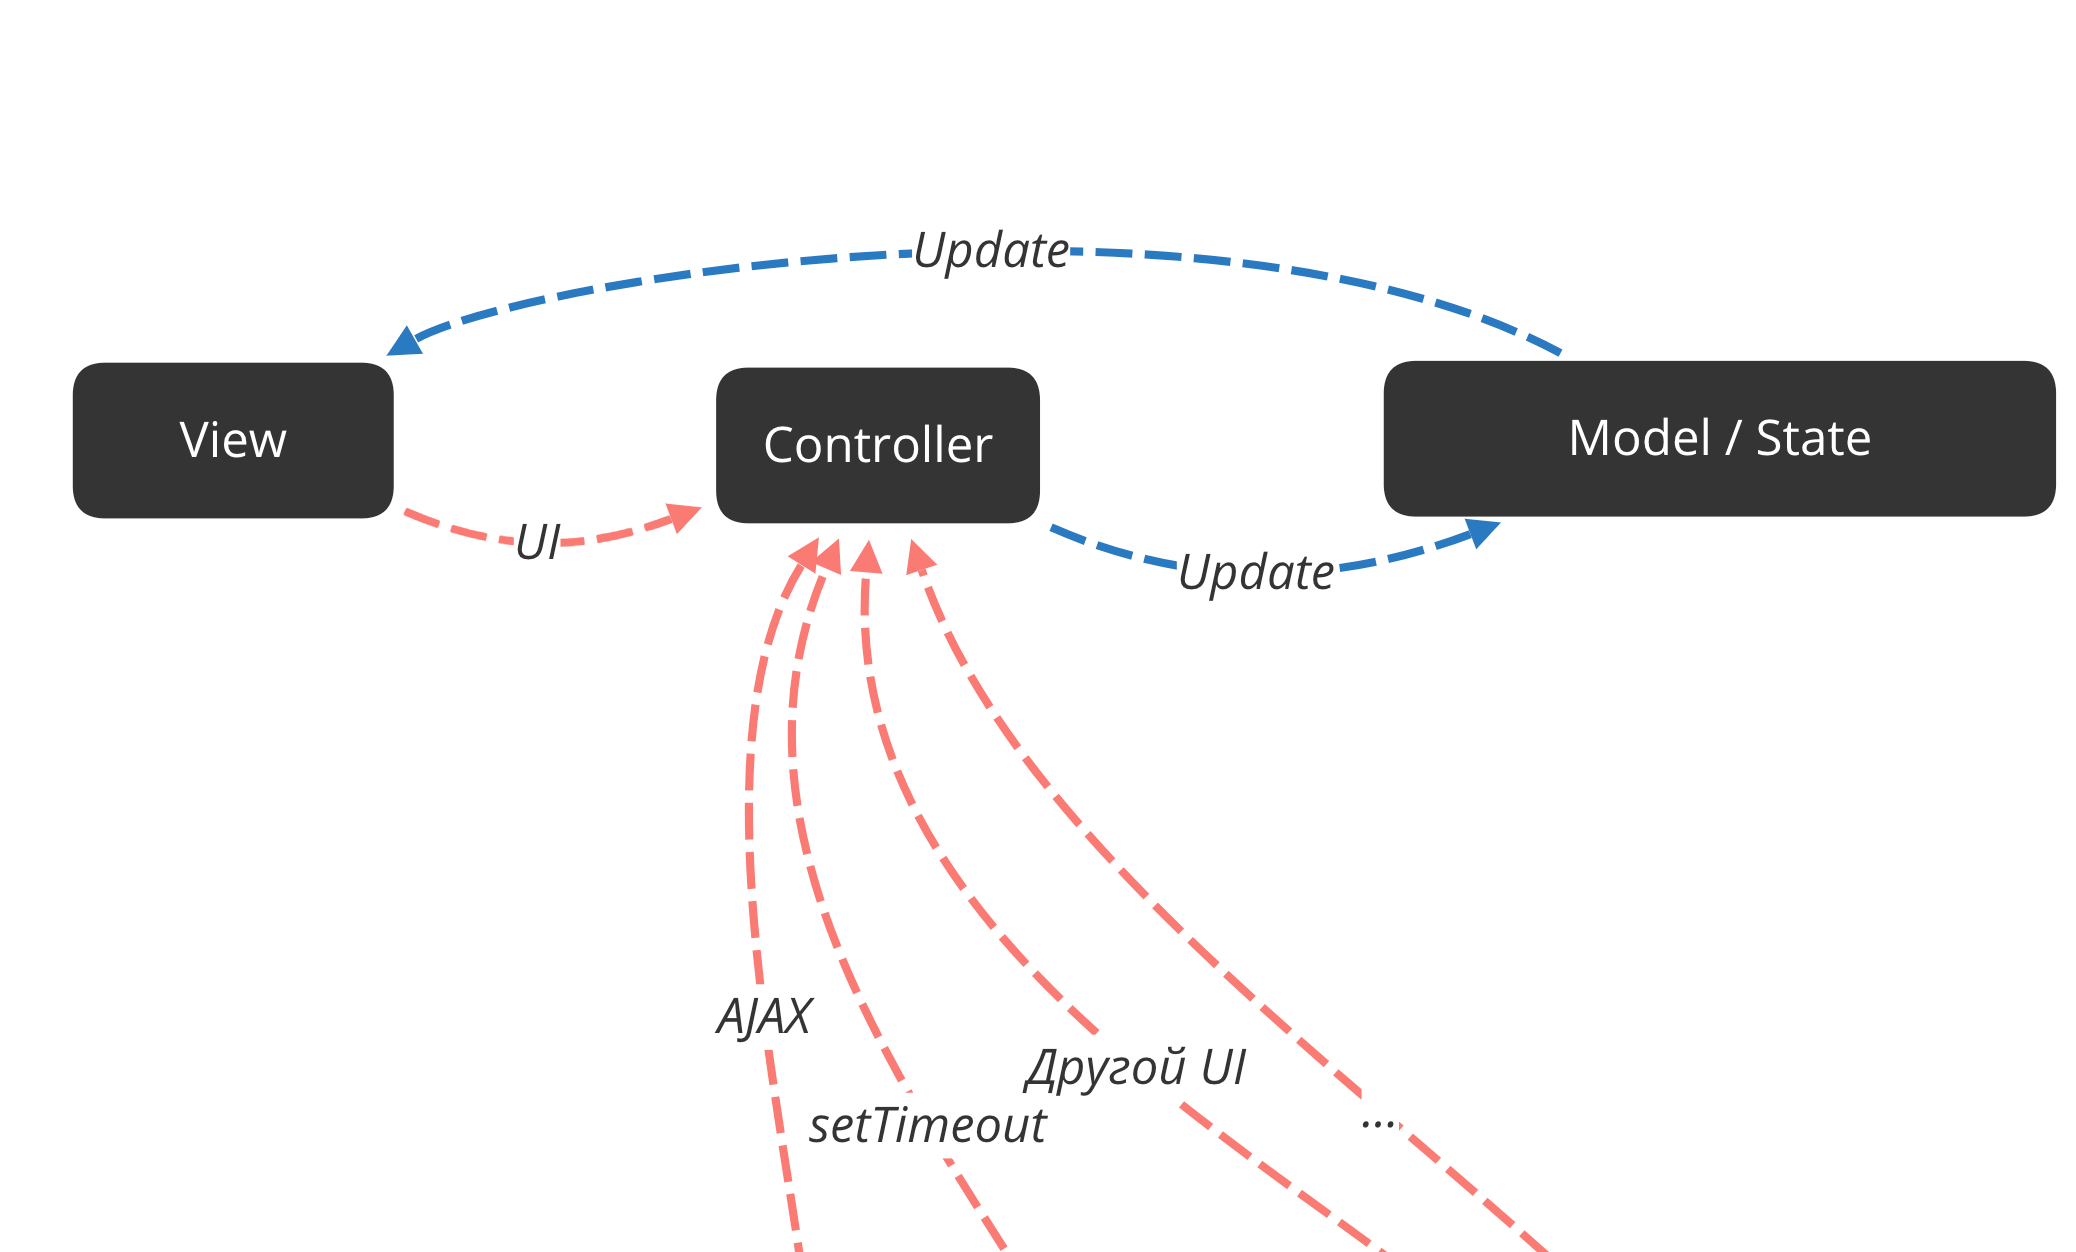 Update
View
Controller
Model / State
UI
Update
AJAX
Другой UI
setTimeout
...